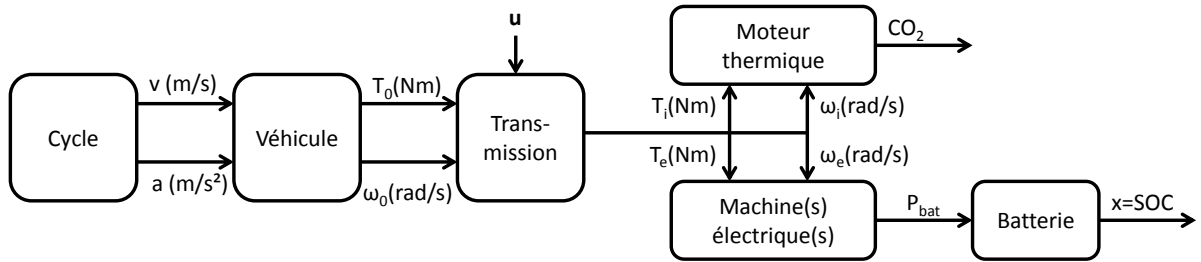 u
Moteur
thermique
CO₂
v (m/s)
T₀(Nm)
Cycle
Véhicule
Trans-
mission
Tᵢ(Nm)
ωᵢ(rad/s)
a (m/s²)
ω₀(rad/s)
Tₑ(Nm)
ωₑ(rad/s)
Machine(s)
électrique(s)
P_bat
Batterie
x=SOC